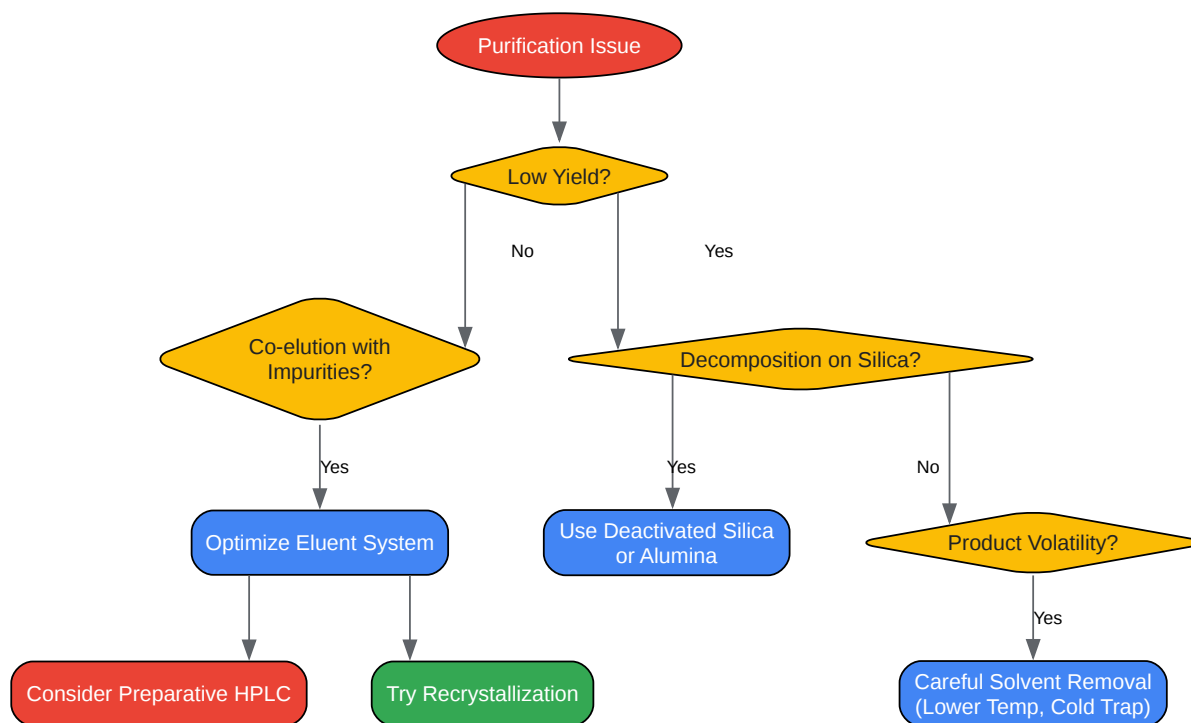 Purification Issue
Low Yield?
No
Yes
Co-elution with
Impurities?
Decomposition on Silica?
Yes
Yes
No
Optimize Eluent System
Use Deactivated Silica
or Alumina
Product Volatility?
Yes
Consider Preparative HPLC
Try Recrystallization
Careful Solvent Removal
(Lower Temp, Cold Trap)